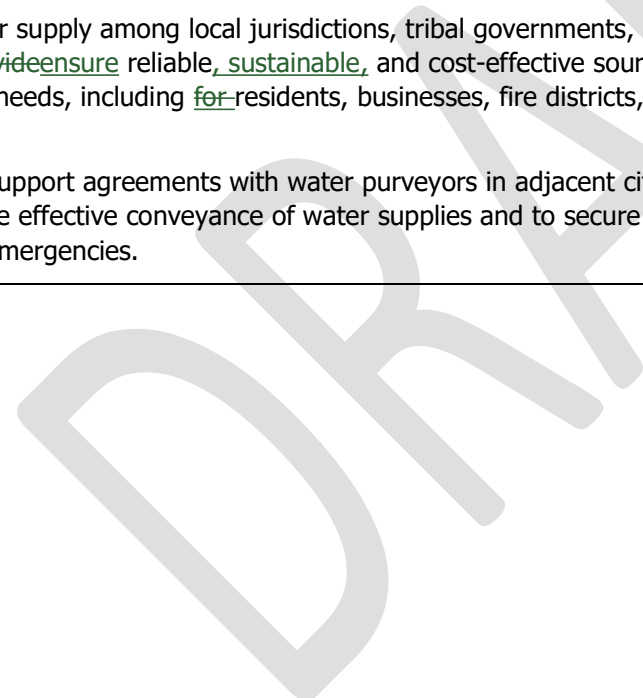 r supply among local jurisdictions, tribal governments,
videensure reliable, sustainable, and cost-effective sour
needs, including for residents, businesses, fire districts,
upport agreements with water purveyors in adjacent ci
e effective conveyance of water supplies and to secure
mergencies.
DRA